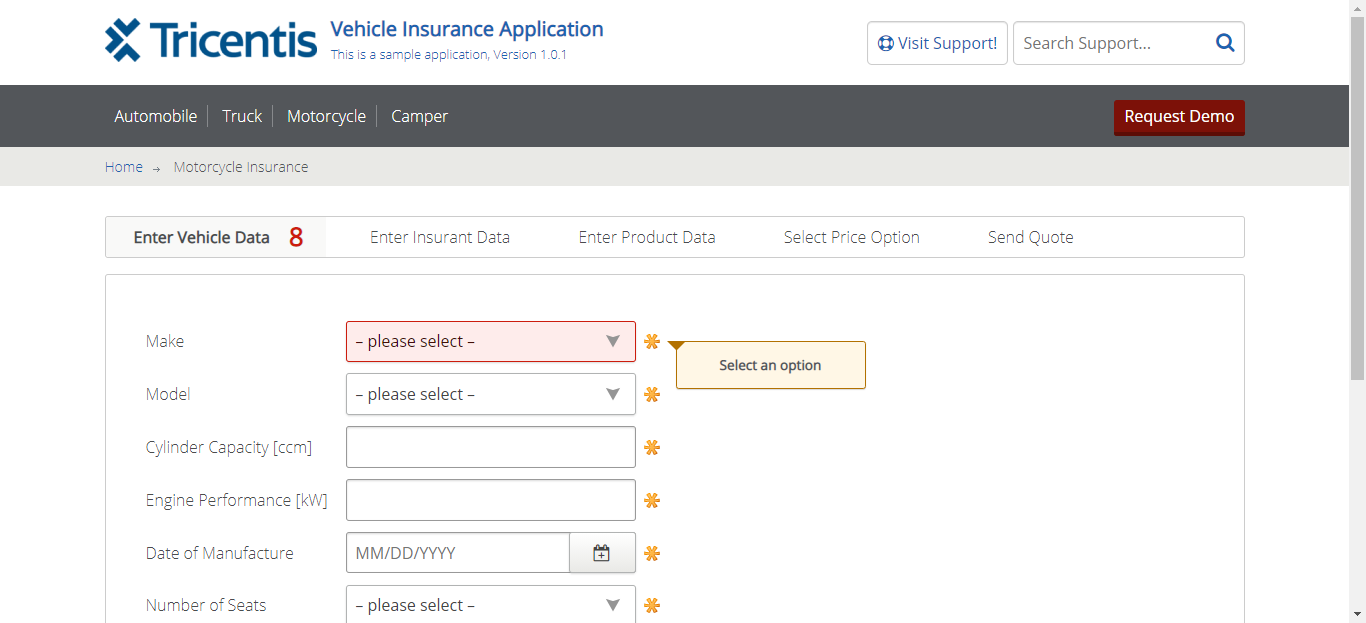 Tricentis
Vehicle Insurance Application
This is a sample application, Version 1.0.1
Visit Support!
Search Support...
Automobile
Truck
Motorcycle
Camper
Request Demo
Home → Motorcycle Insurance
Enter Vehicle Data 8
Enter Insurant Data
Enter Product Data
Select Price Option
Send Quote
Make
– please select –
Select an option
Model
– please select –
Cylinder Capacity [ccm]
Engine Performance [kW]
Date of Manufacture
MM/DD/YYYY
Number of Seats
– please select –